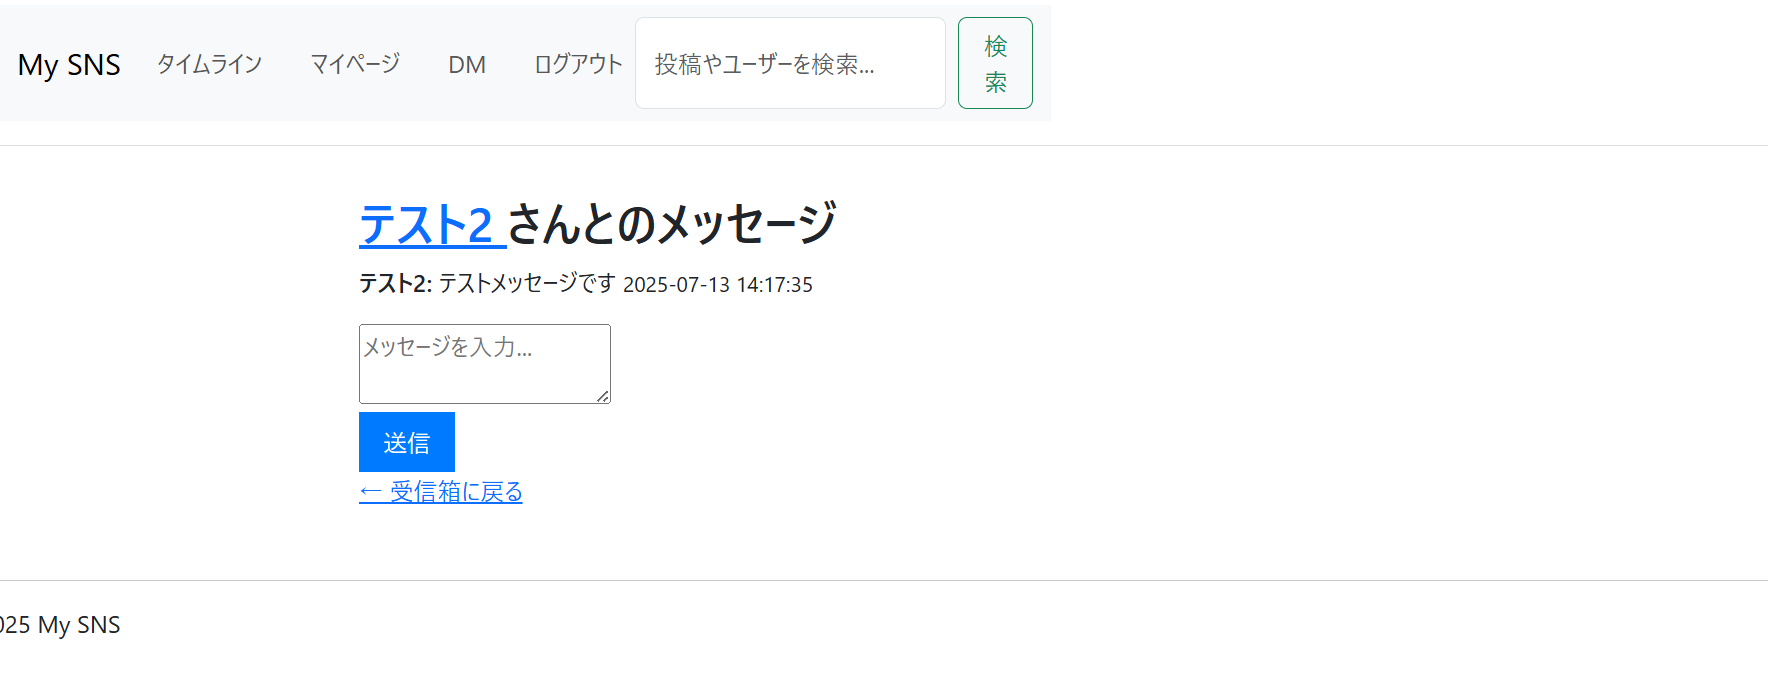 My SNS タイムライン マイページ DM ログアウト 投稿やユーザーを検索... 検索
テスト2 さんとのメッセージ
テスト2: テストメッセージです 2025-07-13 14:17:35
メッセージを入力...
送信
← 受信箱に戻る
025 My SNS